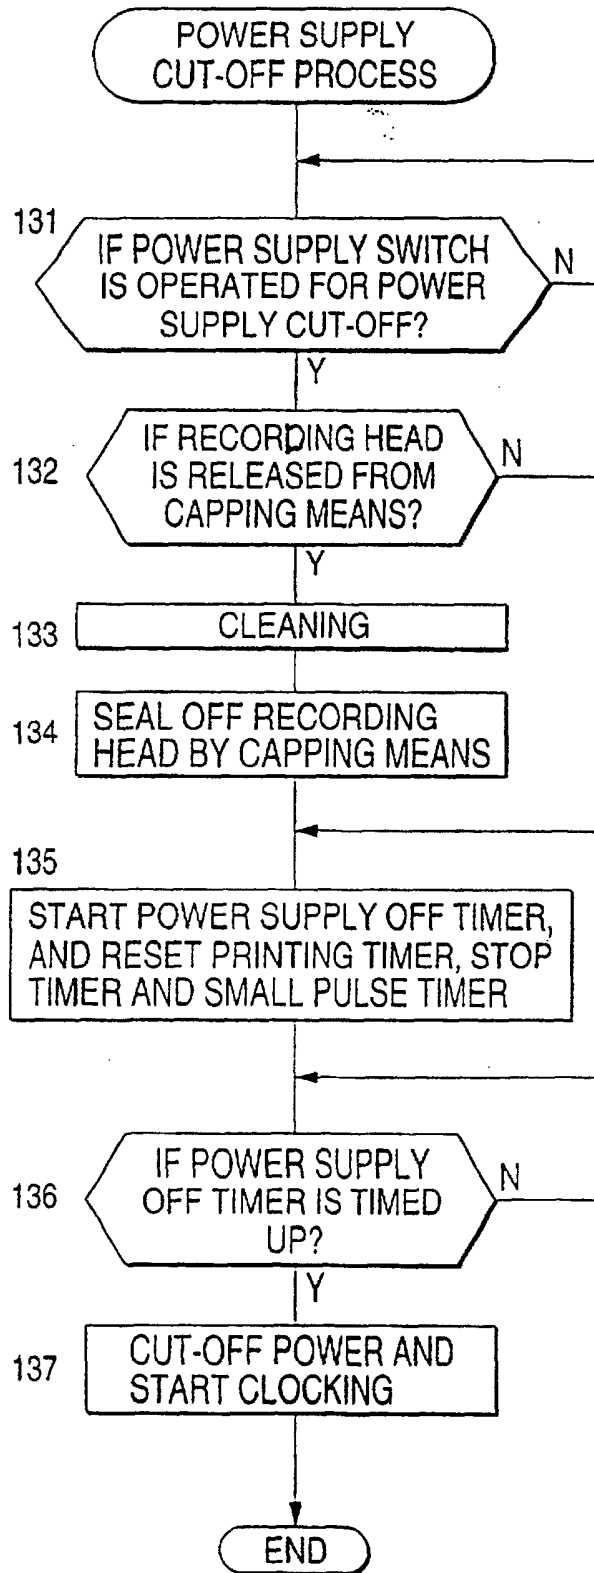 POWER SUPPLY
CUT-OFF PROCESS
131
IF POWER SUPPLY SWITCH
IS OPERATED FOR POWER
SUPPLY CUT-OFF?
N
Y
132
IF RECORDING HEAD
IS RELEASED FROM
CAPPING MEANS?
N
Y
133
CLEANING
134
SEAL OFF RECORDING
HEAD BY CAPPING MEANS
135
START POWER SUPPLY OFF TIMER,
AND RESET PRINTING TIMER, STOP
TIMER AND SMALL PULSE TIMER
136
IF POWER SUPPLY
OFF TIMER IS TIMED
UP?
N
Y
137
CUT-OFF POWER AND
START CLOCKING
END